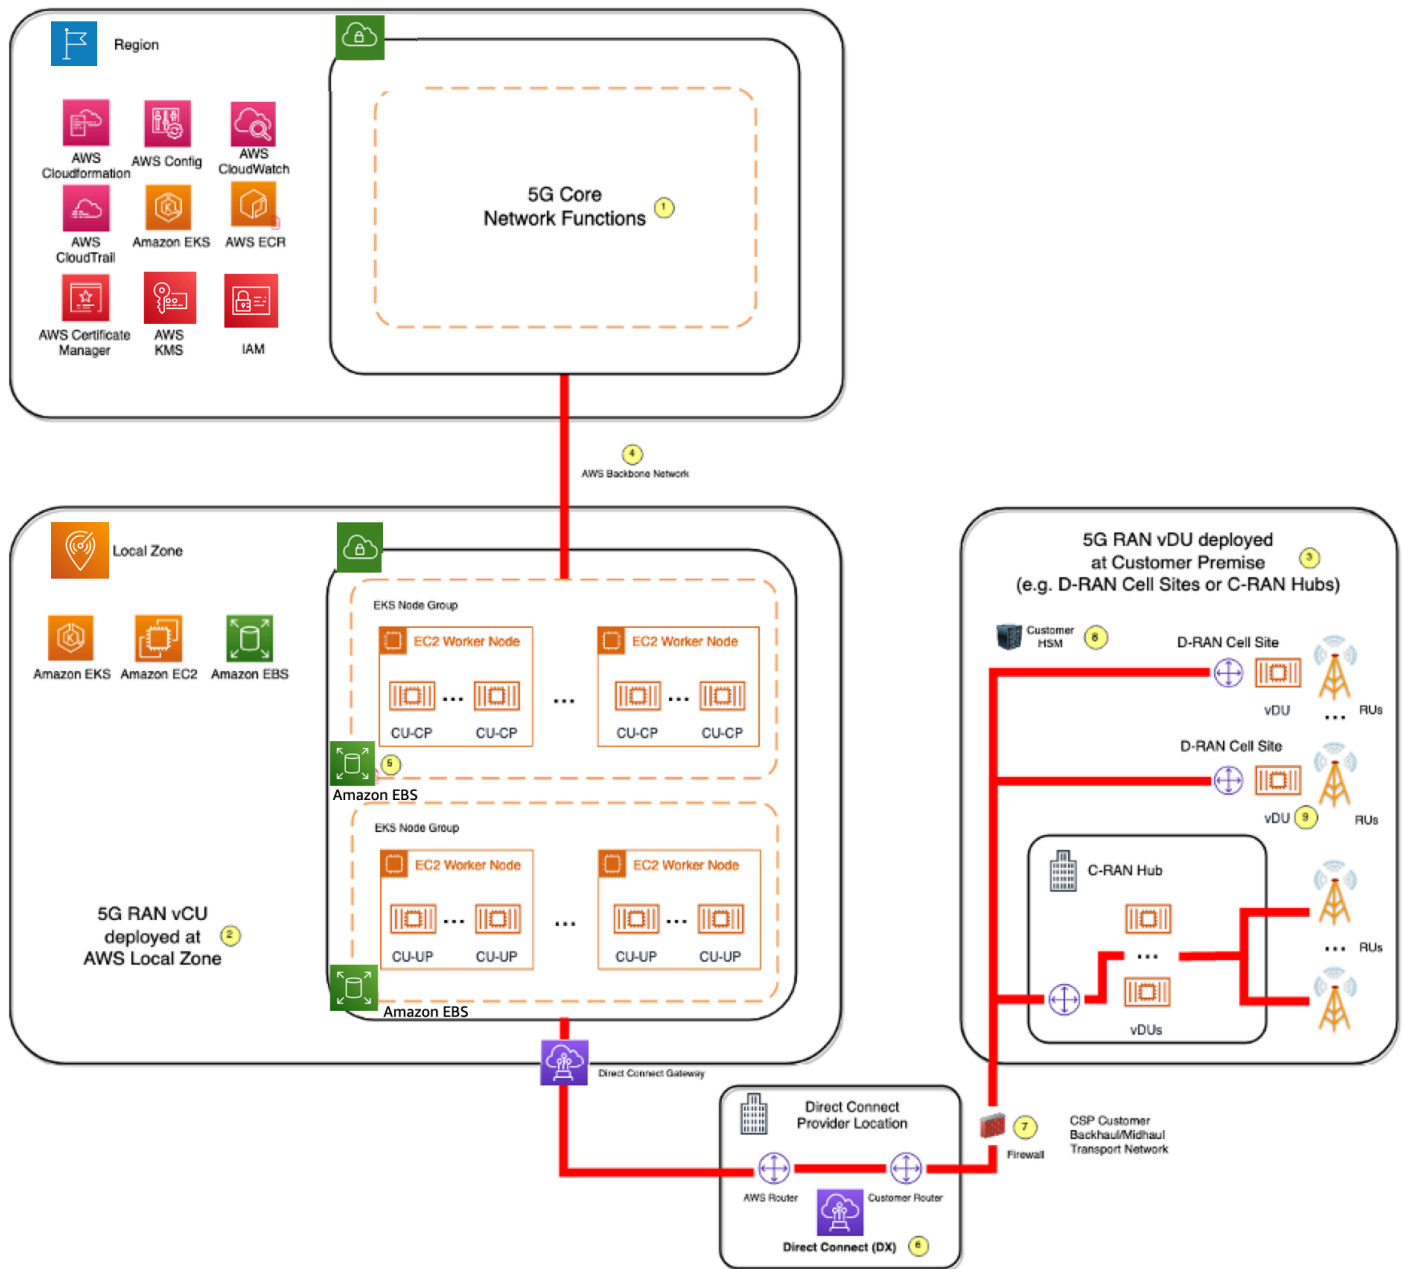 Region
AWS
Cloudformation
AWS Config
AWS
CloudWatch
AWS
CloudTrail
Amazon EKS
AWS ECR
AWS Certificate
Manager
AWS
KMS
IAM
5G Core
Network Functions
1
4
AWS Backbone Network
Local Zone
Amazon EKS
Amazon EC2
Amazon EBS
EKS Node Group
EC2 Worker Node
EC2 Worker Node
...
...
...
CU-CP
CU-CP
CU-CP
CU-CP
5
Amazon EBS
EKS Node Group
EC2 Worker Node
EC2 Worker Node
...
...
...
CU-UP
CU-UP
CU-UP
CU-UP
Amazon EBS
5G RAN vCU
deployed at
AWS Local Zone
2
Direct Connect Gateway
5G RAN vDU deployed
at Customer Premise
(e.g. D-RAN Cell Sites or C-RAN Hubs)
3
Customer
HSM
8
D-RAN Cell Site
vDU
...
RUs
D-RAN Cell Site
vDU
9
RUs
C-RAN Hub
...
vDUs
...
RUs
Direct Connect
Provider Location
AWS Router
Customer Router
Direct Connect (DX)
6
7
Firewall
CSP Customer
Backhaul/Midhaul
Transport Network